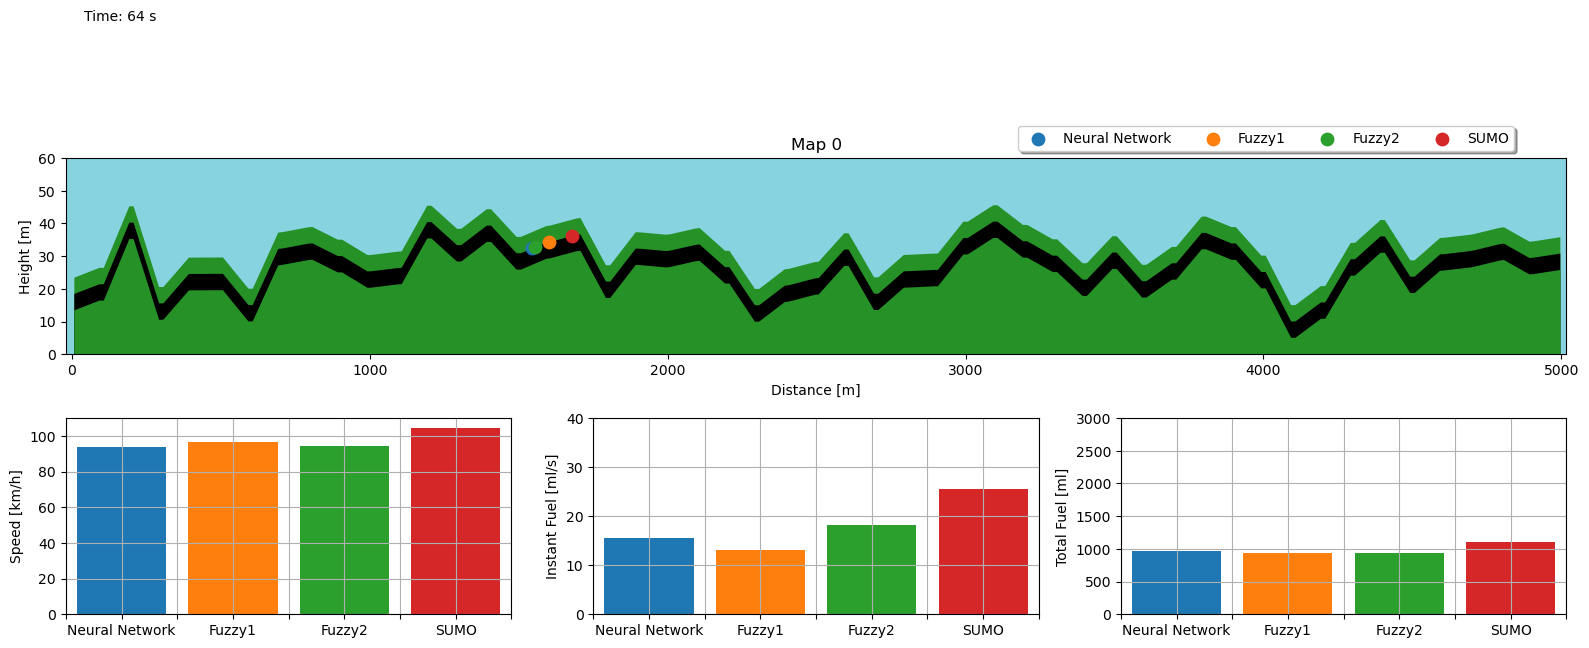 Time: 64 s
Neural Network Fuzzy1 Fuzzy2 SUMO
Map 0
Height [m]
60
50
40
30
20
10
0
0 1000 2000 3000 4000 5000
Distance [m]
Speed [km/h]
100
80
60
40
20
0
Neural Network Fuzzy1 Fuzzy2 SUMO
Instant Fuel [ml/s]
40
30
20
10
0
Neural Network Fuzzy1 Fuzzy2 SUMO
Total Fuel [ml]
3000
2500
2000
1500
1000
500
0
Neural Network Fuzzy1 Fuzzy2 SUMO